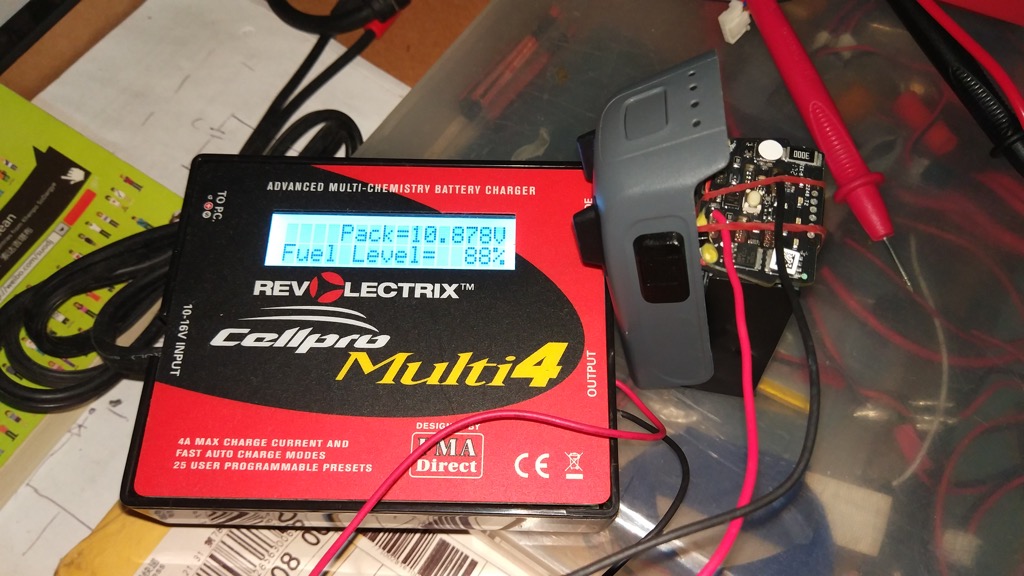 ADVANCED MULTI-CHEMISTRY BATTERY CHARGER
TO PC:
Pack=10.878V
Fuel Level= 88%
REVOLECTRIX™
Cellpro
Multi4
10-16V INPUT
OUTPUT
4A MAX CHARGE CURRENT AND
FAST AUTO CHARGE MODES
25 USER PROGRAMMABLE PRESETS
DESIGNED BY
FMA
Direct
CE
08